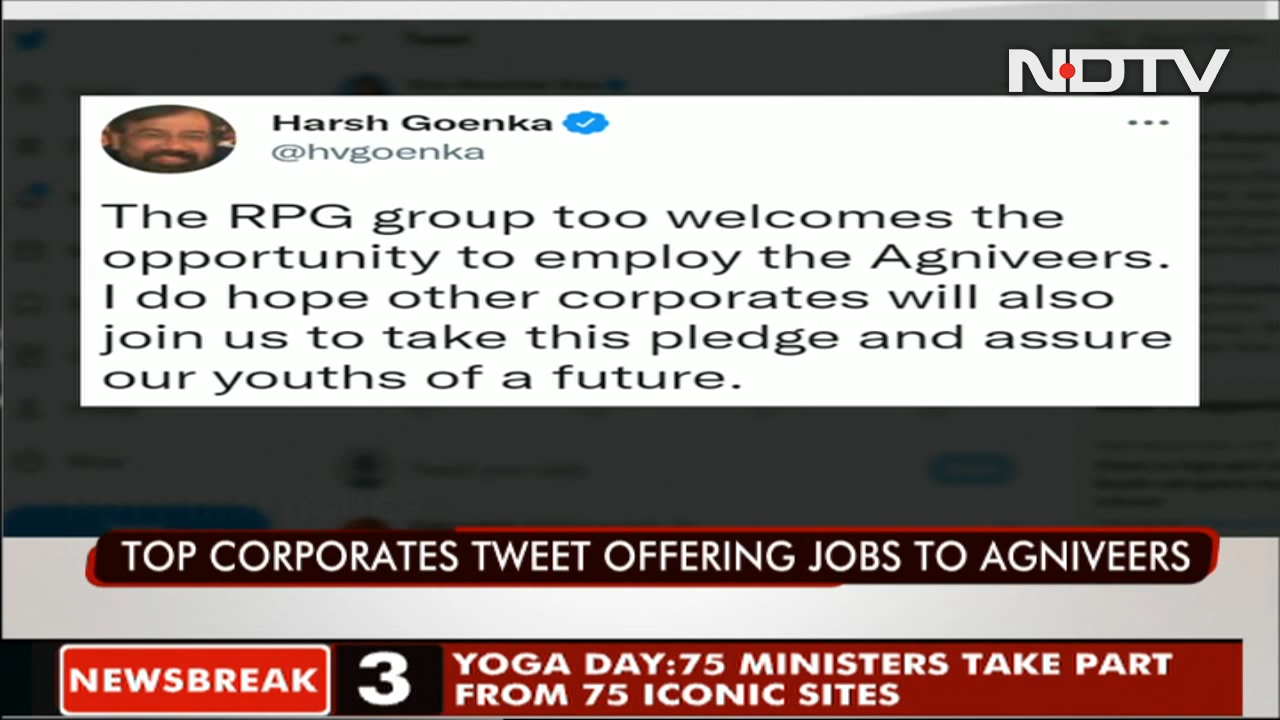 NDTV
Harsh Goenka
@hvgoenka
The RPG group too welcomes the
opportunity to employ the Agniveers.
I do hope other corporates will also
join us to take this pledge and assure
our youths of a future.
TOP CORPORATES TWEET OFFERING JOBS TO AGNIVEERS
NEWSBREAK
3
YOGA DAY:75 MINISTERS TAKE PART
FROM 75 ICONIC SITES